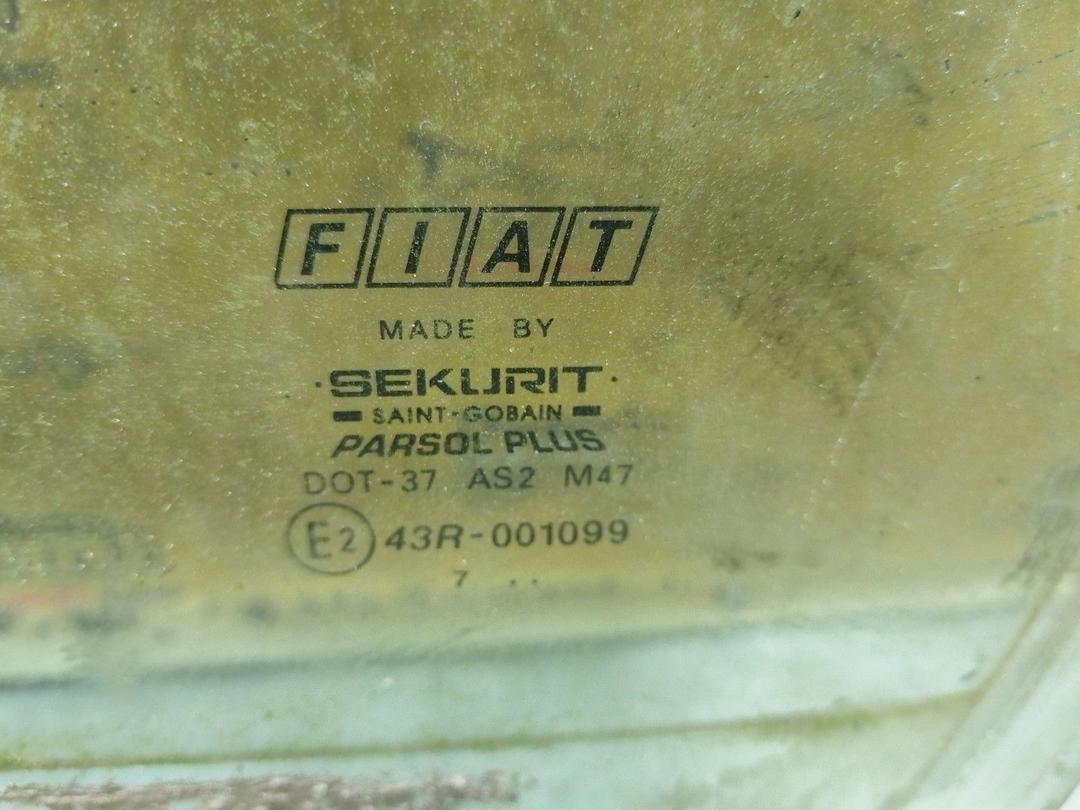 FIAT
MADE BY
·SEKURIT·
SAINT-GOBAIN
PARSOL PLUS
DOT-37 AS2 M47
E2 43R-001099
7 ..